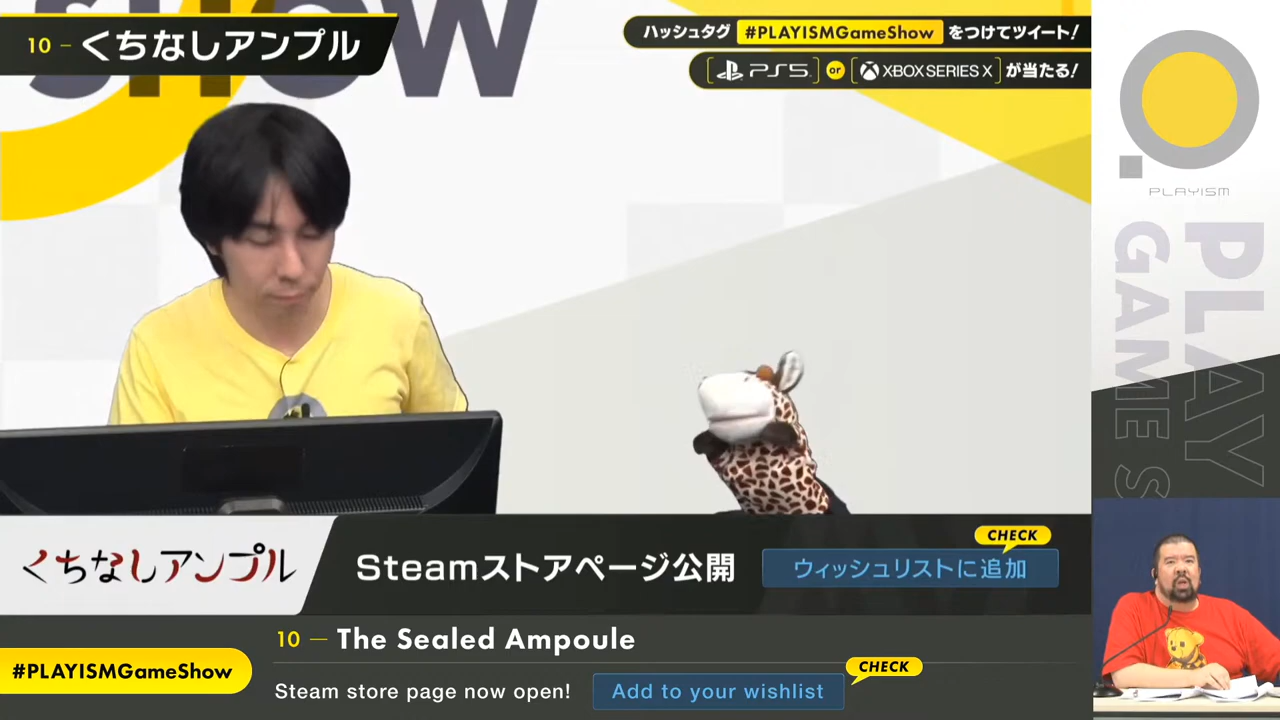 SHOW
10 – くちなしアンプル
ハッシュタグ #PLAYISMGameShow をつけてツイート!
PS5 or XBOX SERIES X が当たる!
PLAYISM
PLAY
GAME S
CHECK
くちなしアンプル Steamストアページ公開 ウィッシュリストに追加
10 — The Sealed Ampoule
#PLAYISMGameShow
CHECK
Steam store page now open! Add to your wishlist